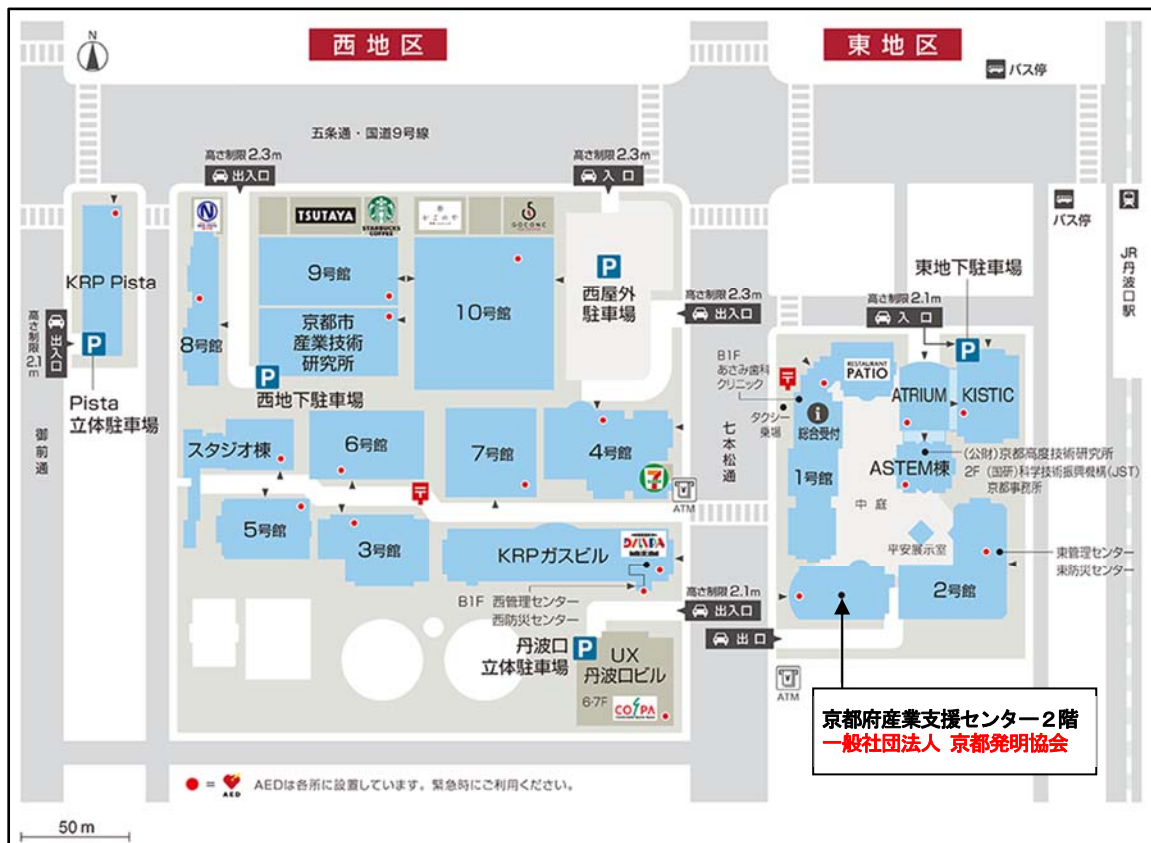 N
西地区
東地区
バス停
五条通・国道9号線
高さ制限2.3m
出入口
高さ制限2.3m
入口
バス停
JR丹波口駅
TSUTAYA
STARBUCKS
COFFEE
かごの屋
GOCONC
KRP Pista
8号館
9号館
京都市
産業技術
研究所
10号館
P
西屋外
駐車場
高さ制限2.3m
出入口
東地下駐車場
高さ制限2.1m
入口
P
高さ制限2.1m
出入口
P
Pista
立体駐車場
P
西地下駐車場
御前通
七本松通
B1F
あさみ歯科
クリニック
タクシー
乗場
RESTAURANT
PATIO
総合受付
ATRIUM
KISTIC
1号館
ASTEM棟
(公財)京都高度技術研究所
2F (国研)科学技術振興機構(JST)
京都事務所
中庭
平安展示室
スタジオ棟
6号館
7号館
4号館
7
ATM
5号館
3号館
KRPガスビル
B1F 西管理センター
西防災センター
高さ制限2.1m
出入口
出口
2号館
東管理センター
東防災センター
丹波口
立体駐車場
P
UX
丹波口ビル
6-7F
COSPA
ATM
京都府産業支援センター2階
一般社団法人 京都発明協会
= AED AEDは各所に設置しています。緊急時にご利用ください。
50m